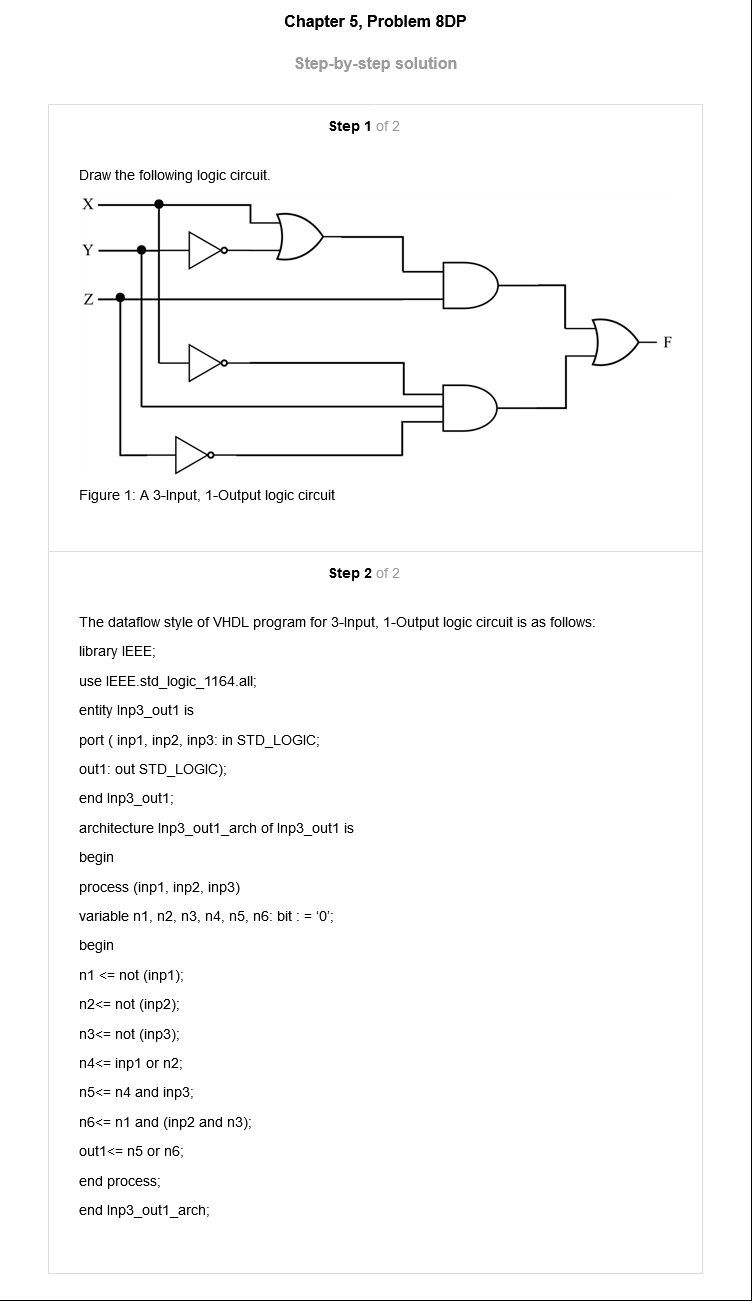 Chapter 5, Problem 8DP
Step-by-step solution
Step 1 of 2
Draw the following logic circuit.
X
Y
Z
F
Figure 1: A 3-Input, 1-Output logic circuit
Step 2 of 2
The dataflow style of VHDL program for 3-Input, 1-Output logic circuit is as follows:
library IEEE;
use IEEE.std_logic_1164.all;
entity Inp3_out1 is
port ( inp1, inp2, inp3: in STD_LOGIC;
out1: out STD_LOGIC);
end Inp3_out1;
architecture Inp3_out1_arch of Inp3_out1 is
begin
process (inp1, inp2, inp3)
variable n1, n2, n3, n4, n5, n6: bit : = ‘0’;
begin
n1 <= not (inp1);
n2<= not (inp2);
n3<= not (inp3);
n4<= inp1 or n2;
n5<= n4 and inp3;
n6<= n1 and (inp2 and n3);
out1<= n5 or n6;
end process;
end Inp3_out1_arch;